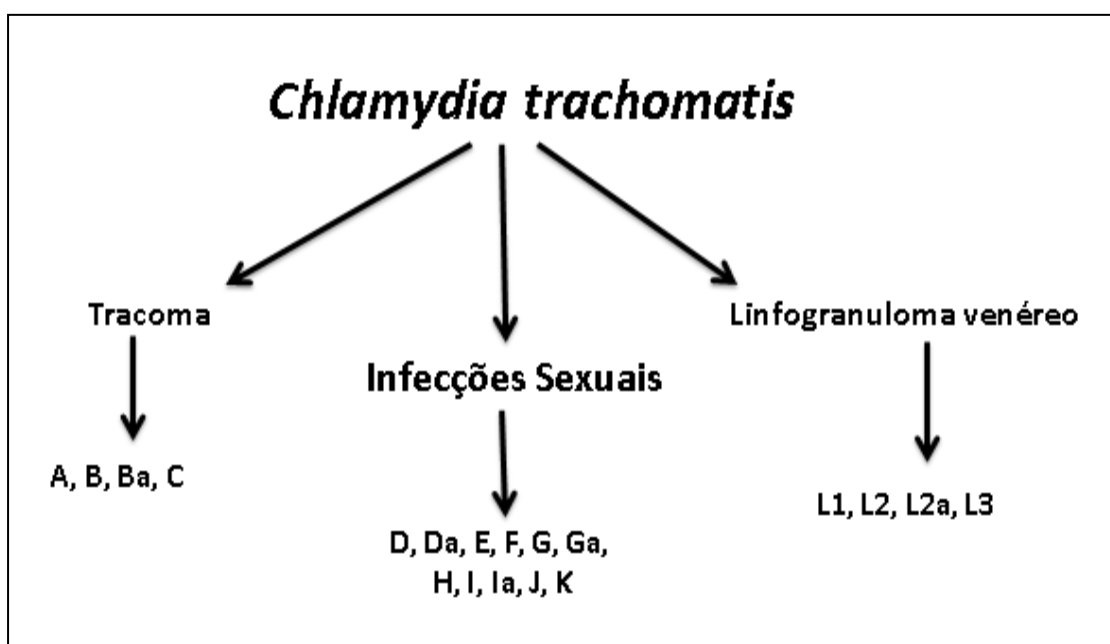 Chlamydia trachomatis
Tracoma
Linfogranuloma venéreo
Infecções Sexuais
A, B, Ba, C
L1, L2, L2a, L3
D, Da, E, F, G, Ga,
H, I, Ia, J, K